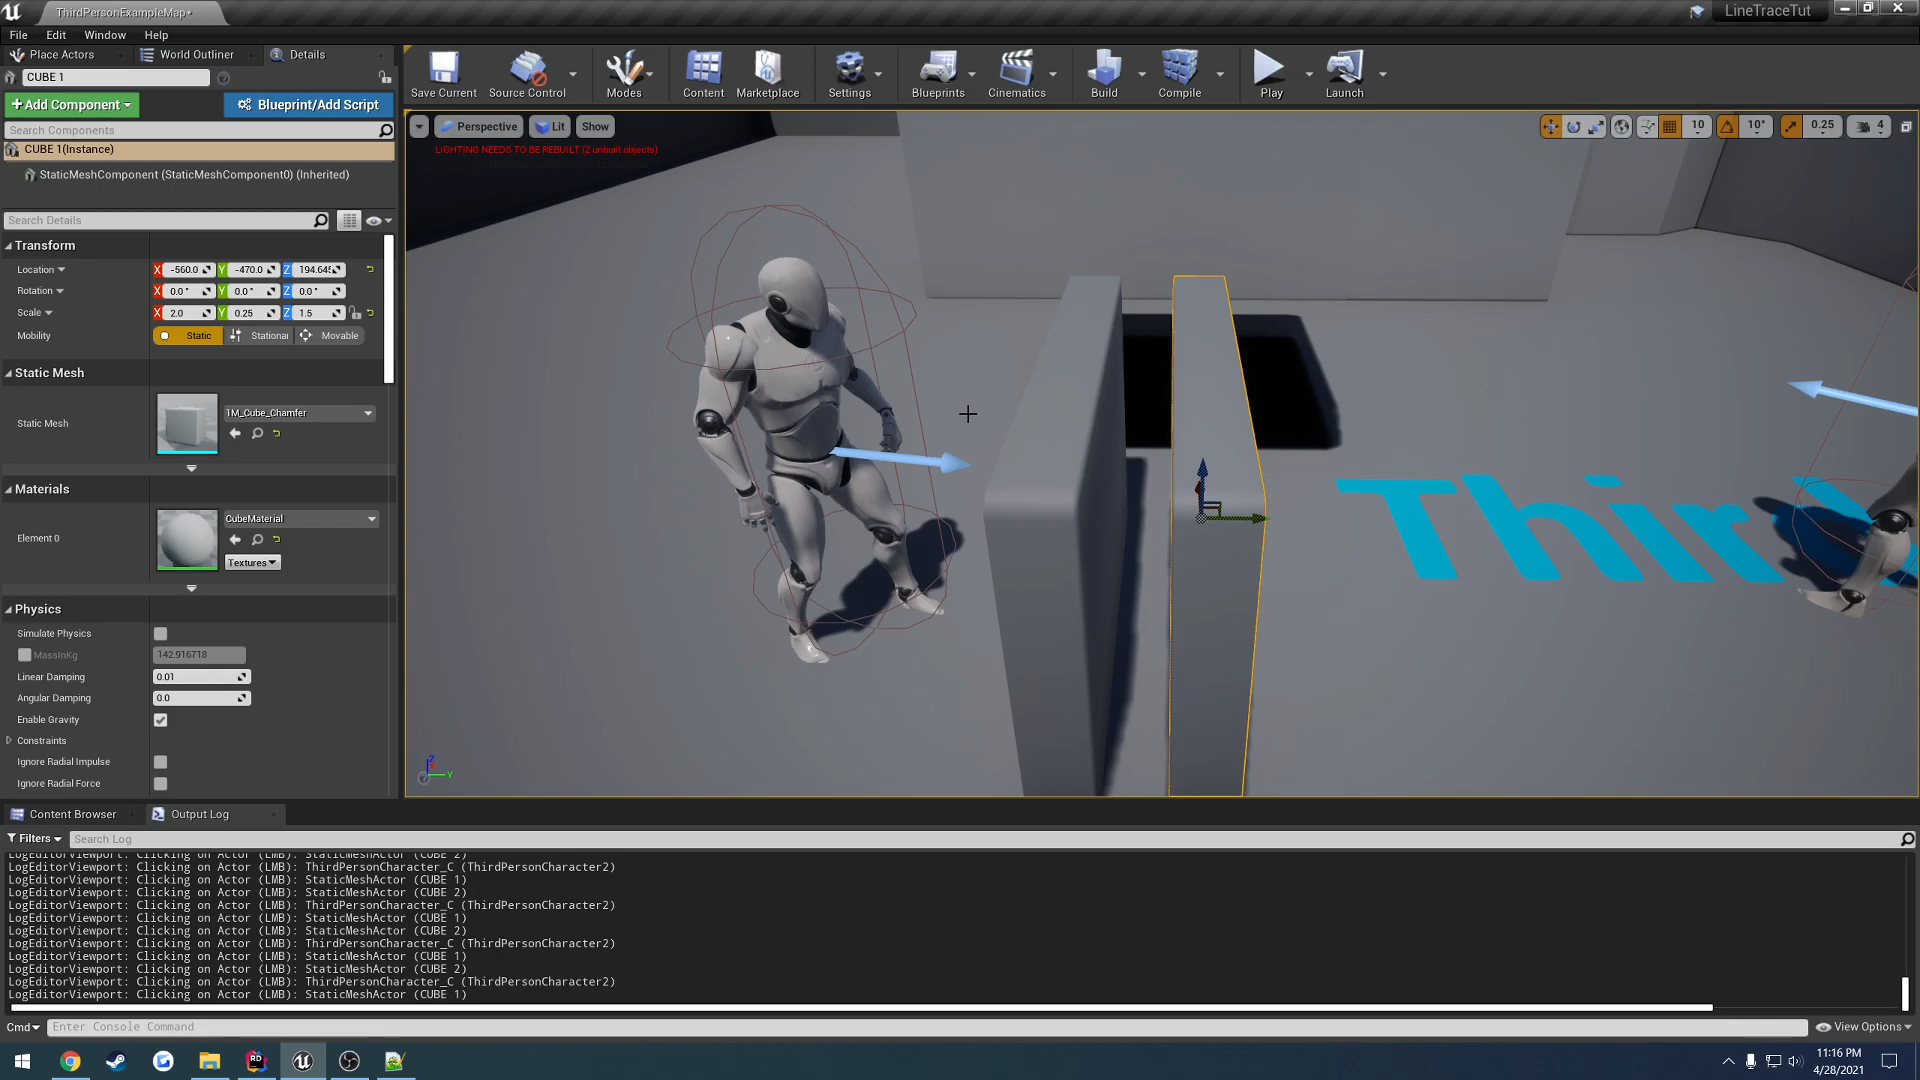 ThirdPersonExampleMap*
LineTraceTut
File Edit Window Help
Place Actors World Outliner Details
CUBE 1
+Add Component Blueprint/Add Script
Search Components
CUBE 1(Instance)
StaticMeshComponent (StaticMeshComponent0) (Inherited)
Search Details
Transform
Location X -560.0 Y -470.0 Z 194.645
Rotation X 0.0° Y 0.0° Z 0.0°
Scale X 2.0 Y 0.25 Z 1.5
Mobility Static Stationar Movable
Static Mesh
Static Mesh 1M_Cube_Chamfer
Materials
Element 0 CubeMaterial
Textures
Physics
Simulate Physics
MassInKg 142.916718
Linear Damping 0.01
Angular Damping 0.0
Enable Gravity
Constraints
Ignore Radial Impulse
Ignore Radial Force
Save Current Source Control Modes Content Marketplace Settings Blueprints Cinematics Build Compile Play Launch
Perspective Lit Show
10 10° 0.25 4
LIGHTING NEEDS TO BE REBUILT (2 unbuilt objects)
Thir
Z
Y
Content Browser Output Log
Filters Search Log
LogEditorViewport: Clicking on Actor (LMB): StaticMeshActor (CUBE 2)
LogEditorViewport: Clicking on Actor (LMB): ThirdPersonCharacter_C (ThirdPersonCharacter2)
LogEditorViewport: Clicking on Actor (LMB): StaticMeshActor (CUBE 1)
LogEditorViewport: Clicking on Actor (LMB): StaticMeshActor (CUBE 2)
LogEditorViewport: Clicking on Actor (LMB): ThirdPersonCharacter_C (ThirdPersonCharacter2)
LogEditorViewport: Clicking on Actor (LMB): StaticMeshActor (CUBE 1)
LogEditorViewport: Clicking on Actor (LMB): StaticMeshActor (CUBE 2)
LogEditorViewport: Clicking on Actor (LMB): ThirdPersonCharacter_C (ThirdPersonCharacter2)
LogEditorViewport: Clicking on Actor (LMB): StaticMeshActor (CUBE 1)
LogEditorViewport: Clicking on Actor (LMB): StaticMeshActor (CUBE 2)
LogEditorViewport: Clicking on Actor (LMB): ThirdPersonCharacter_C (ThirdPersonCharacter2)
LogEditorViewport: Clicking on Actor (LMB): StaticMeshActor (CUBE 1)
Cmd Enter Console Command View Options
RD
11:16 PM
4/28/2021